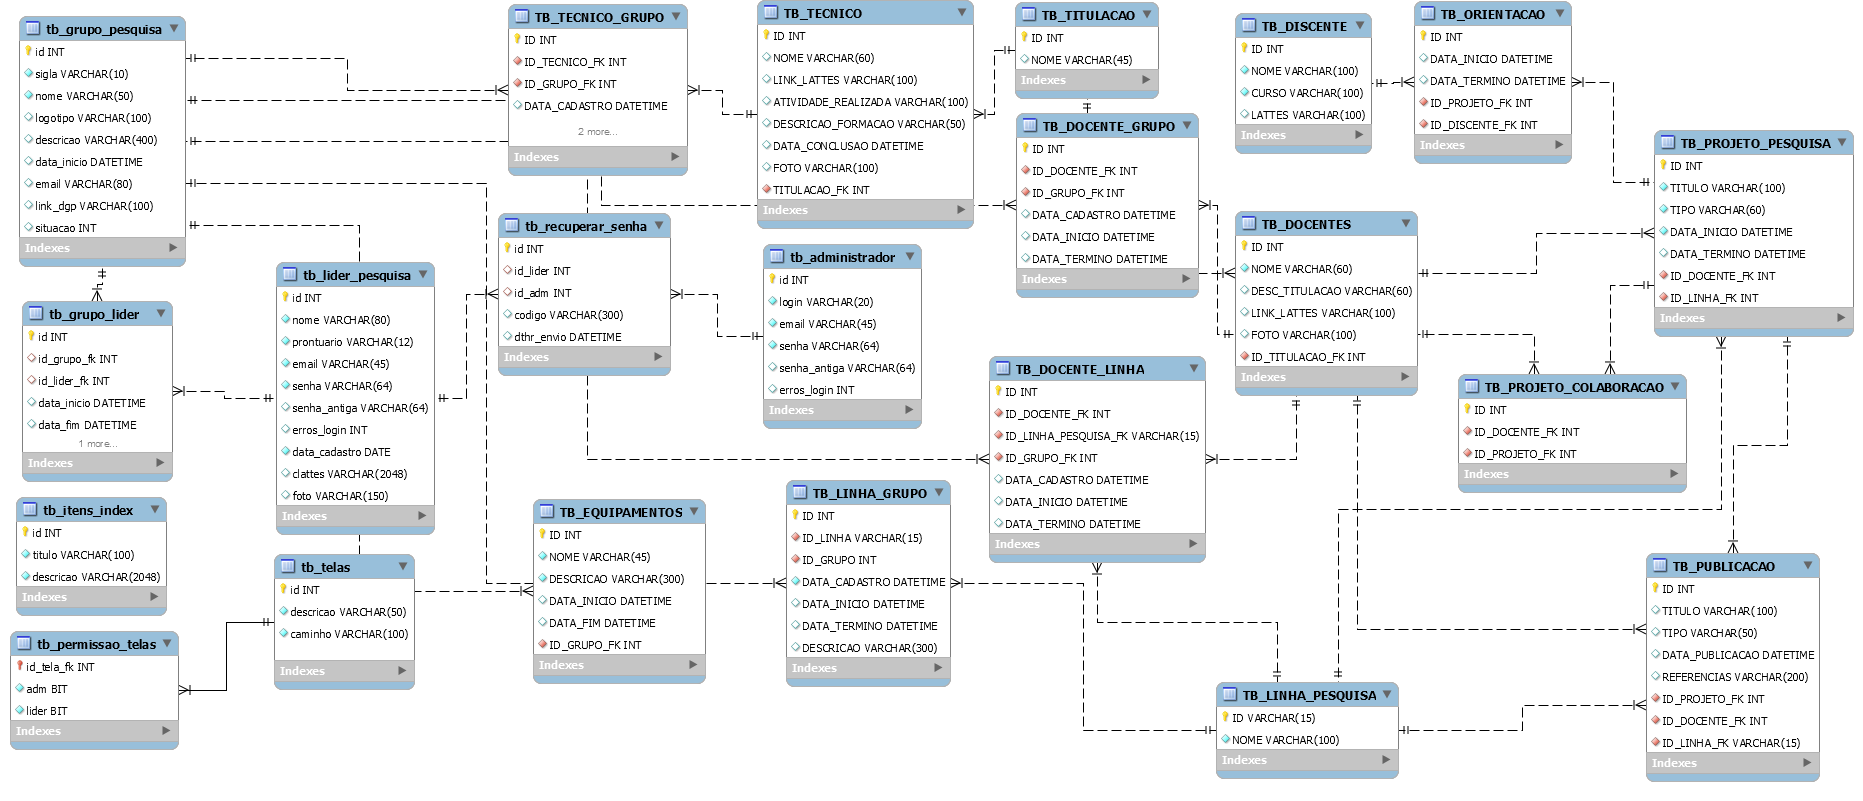 tb_grupo_pesquisa
id INT
sigla VARCHAR(10)
nome VARCHAR(50)
logotipo VARCHAR(100)
descricao VARCHAR(400)
data_inicio DATETIME
email VARCHAR(80)
link_dgp VARCHAR(100)
situacao INT
Indexes
tb_grupo_lider
id INT
id_grupo_fk INT
id_lider_fk INT
data_inicio DATETIME
data_fim DATETIME
1 more...
Indexes
tb_itens_index
id INT
titulo VARCHAR(100)
descricao VARCHAR(2048)
Indexes
tb_permissao_telas
id_tela_fk INT
adm BIT
lider BIT
Indexes
tb_lider_pesquisa
id INT
nome VARCHAR(80)
prontuario VARCHAR(12)
email VARCHAR(45)
senha VARCHAR(64)
senha_antiga VARCHAR(64)
erros_login INT
data_cadastro DATE
clattes VARCHAR(2048)
foto VARCHAR(150)
Indexes
tb_telas
id INT
descricao VARCHAR(50)
caminho VARCHAR(100)
Indexes
TB_TECNICO_GRUPO
ID INT
ID_TECNICO_FK INT
ID_GRUPO_FK INT
DATA_CADASTRO DATETIME
2 more...
Indexes
tb_recuperar_senha
id INT
id_lider INT
id_adm INT
codigo VARCHAR(300)
dthr_envio DATETIME
Indexes
TB_EQUIPAMENTOS
ID INT
NOME VARCHAR(45)
DESCRICAO VARCHAR(300)
DATA_INICIO DATETIME
DATA_FIM DATETIME
ID_GRUPO_FK INT
Indexes
TB_TECNICO
ID INT
NOME VARCHAR(60)
LINK_LATTES VARCHAR(100)
ATIVIDADE_REALIZADA VARCHAR(100)
DESCRICAO_FORMACAO VARCHAR(50)
DATA_CONCLUSAO DATETIME
FOTO VARCHAR(100)
TITULACAO_FK INT
Indexes
tb_administrador
id INT
login VARCHAR(20)
email VARCHAR(45)
senha VARCHAR(64)
senha_antiga VARCHAR(64)
erros_login INT
Indexes
TB_LINHA_GRUPO
ID INT
ID_LINHA VARCHAR(15)
ID_GRUPO INT
DATA_CADASTRO DATETIME
DATA_INICIO DATETIME
DATA_TERMINO DATETIME
DESCRICAO VARCHAR(300)
Indexes
TB_TITULACAO
ID INT
NOME VARCHAR(45)
Indexes
TB_DOCENTE_GRUPO
ID INT
ID_DOCENTE_FK INT
ID_GRUPO_FK INT
DATA_CADASTRO DATETIME
DATA_INICIO DATETIME
DATA_TERMINO DATETIME
Indexes
TB_DOCENTE_LINHA
ID INT
ID_DOCENTE_FK INT
ID_LINHA_PESQUISA_FK VARCHAR(15)
ID_GRUPO_FK INT
DATA_CADASTRO DATETIME
DATA_INICIO DATETIME
DATA_TERMINO DATETIME
Indexes
TB_DISCENTE
ID INT
NOME VARCHAR(100)
CURSO VARCHAR(100)
LATTES VARCHAR(100)
Indexes
TB_DOCENTES
ID INT
NOME VARCHAR(60)
DESC_TITULACAO VARCHAR(60)
LINK_LATTES VARCHAR(100)
FOTO VARCHAR(100)
ID_TITULACAO_FK INT
Indexes
TB_LINHA_PESQUISA
ID VARCHAR(15)
NOME VARCHAR(100)
Indexes
TB_ORIENTACAO
ID INT
DATA_INICIO DATETIME
DATA_TERMINO DATETIME
ID_PROJETO_FK INT
ID_DISCENTE_FK INT
Indexes
TB_PROJETO_PESQUISA
ID INT
TITULO VARCHAR(100)
TIPO VARCHAR(60)
DATA_INICIO DATETIME
DATA_TERMINO DATETIME
ID_DOCENTE_FK INT
ID_LINHA_FK INT
Indexes
TB_PROJETO_COLABORACAO
ID INT
ID_DOCENTE_FK INT
ID_PROJETO_FK INT
Indexes
TB_PUBLICACAO
ID INT
TITULO VARCHAR(100)
TIPO VARCHAR(50)
DATA_PUBLICACAO DATETIME
REFERENCIAS VARCHAR(200)
ID_PROJETO_FK INT
ID_DOCENTE_FK INT
ID_LINHA_FK VARCHAR(15)
Indexes